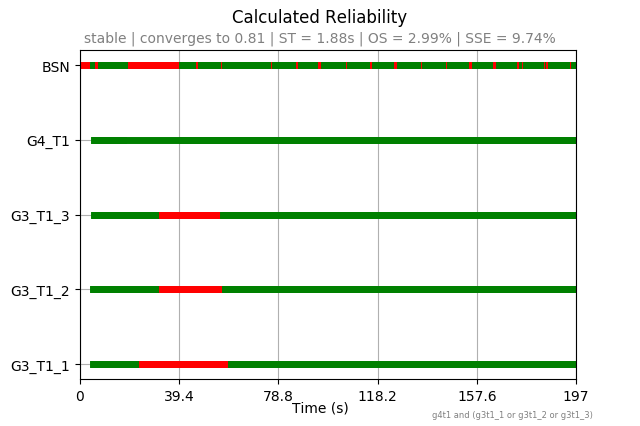 Calculated Reliability
stable | converges to 0.81 | ST = 1.88s | OS = 2.99% | SSE = 9.74%
BSN
G4_T1
G3_T1_3
G3_T1_2
G3_T1_1
0 39.4 78.8 118.2 157.6 197
Time (s)
g4t1 and (g3t1_1 or g3t1_2 or g3t1_3)